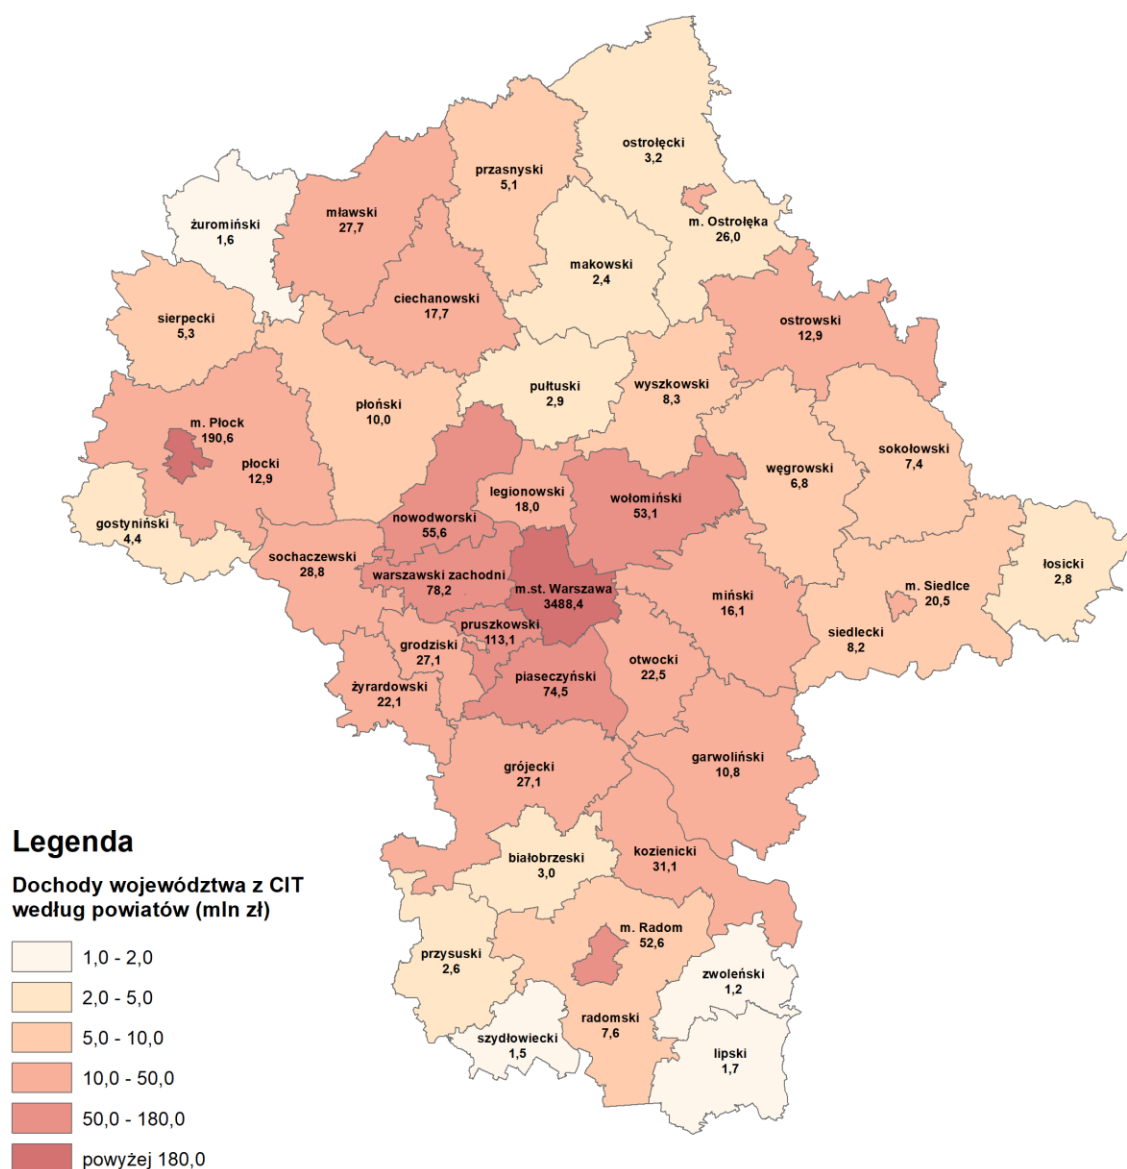 ostrołęcki
3,2
przasnyski
5,1
mławski
27,7
m. Ostrołęka
26,0
żuromiński
1,6
makowski
2,4
ciechanowski
17,7
sierpecki
5,3
ostrowski
12,9
pułtuski
2,9
wyszkowski
8,3
płoński
10,0
m. Płock
190,6
płocki
12,9
sokołowski
7,4
węgrowski
6,8
legionowski
18,0
wołomiński
53,1
gostyniński
4,4
nowodworski
55,6
sochaczewski
28,8
warszawski zachodni
78,2
m.st. Warszawa
3488,4
miński
16,1
m. Siedlce
20,5
łosicki
2,8
siedlecki
8,2
pruszkowski
113,1
grodziski
27,1
otwocki
22,5
piaseczyński
74,5
żyrardowski
22,1
grójecki
27,1
garwoliński
10,8
białobrzeski
3,0
kozienicki
31,1
m. Radom
52,6
przysuski
2,6
zwoleński
1,2
radomski
7,6
szydłowiecki
1,5
lipski
1,7
Legenda
Dochody województwa z CIT
według powiatów (mln zł)
1,0 - 2,0
2,0 - 5,0
5,0 - 10,0
10,0 - 50,0
50,0 - 180,0
powyżej 180,0